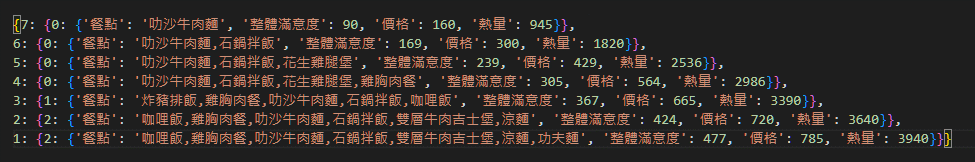 {7: {0: {'餐點': '叻沙牛肉麵', '整體滿意度': 90, '價格': 160, '熱量': 945}},
6: {0: {'餐點': '叻沙牛肉麵,石鍋拌飯', '整體滿意度': 169, '價格': 300, '熱量': 1820}},
5: {0: {'餐點': '叻沙牛肉麵,石鍋拌飯,花生雞腿堡', '整體滿意度': 239, '價格': 429, '熱量': 2536}},
4: {0: {'餐點': '叻沙牛肉麵,石鍋拌飯,花生雞腿堡,雞胸肉餐', '整體滿意度': 305, '價格': 564, '熱量': 2986}},
3: {1: {'餐點': '炸豬排飯,雞胸肉餐,叻沙牛肉麵,石鍋拌飯,咖哩飯', '整體滿意度': 367, '價格': 665, '熱量': 3390}},
2: {2: {'餐點': '咖哩飯,雞胸肉餐,叻沙牛肉麵,石鍋拌飯,雙層牛肉吉士堡,涼麵', '整體滿意度': 424, '價格': 720, '熱量': 3640}},
1: {2: {'餐點': '咖哩飯,雞胸肉餐,叻沙牛肉麵,石鍋拌飯,雙層牛肉吉士堡,涼麵,功夫麵', '整體滿意度': 477, '價格': 785, '熱量': 3940}}}